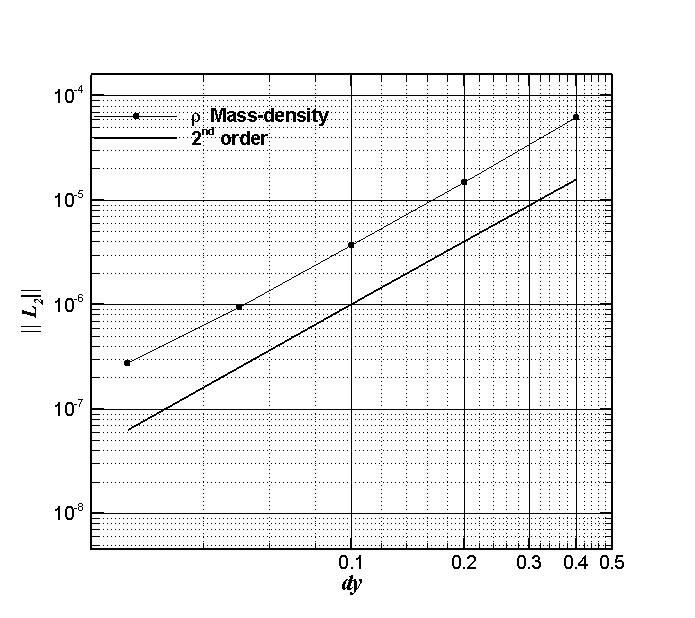 10⁻⁴
ρ Mass-density
2ⁿᵈ order
10⁻⁵
10⁻⁶
|| L₂||
10⁻⁷
10⁻⁸
0.1 0.2 0.3 0.4 0.5
dy